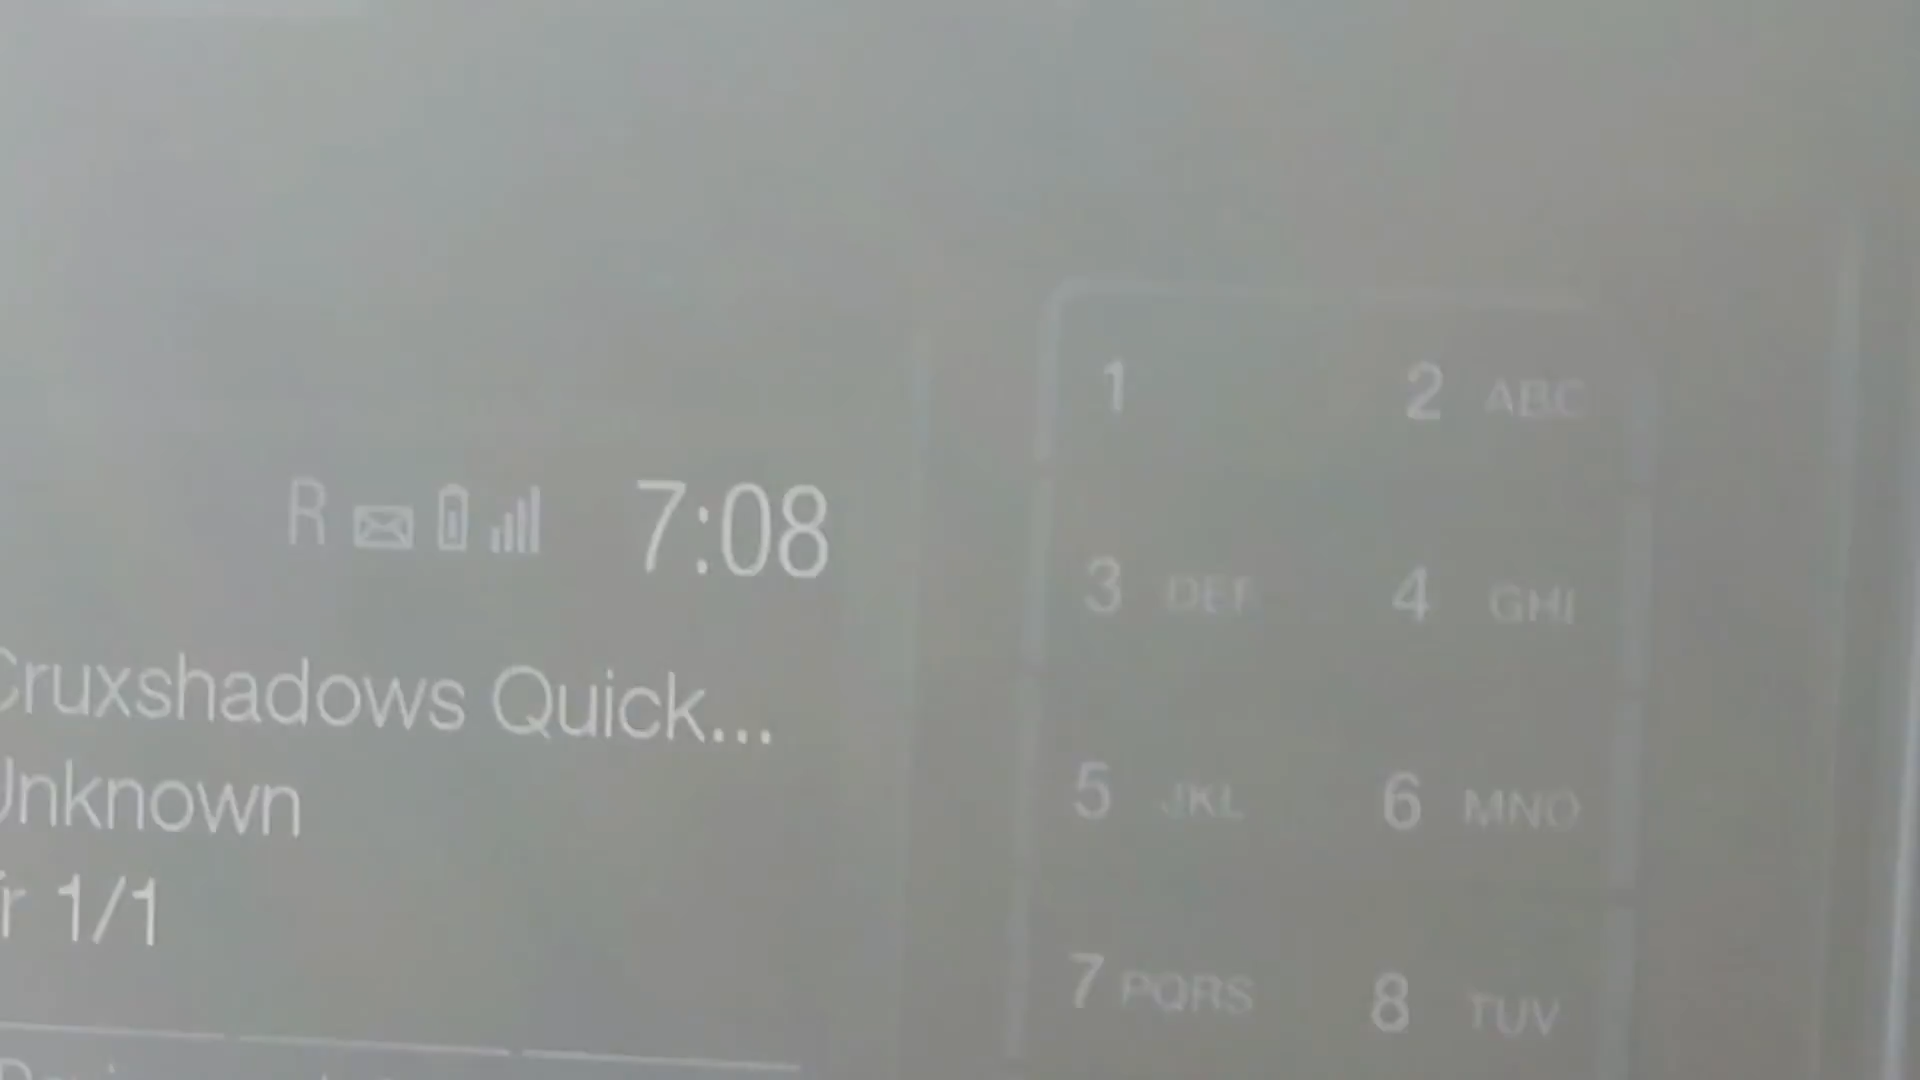 R 7:08
Cruxshadows Quick...
Unknown
Tr 1/1
1
2 ABC
3 DEF
4 GHI
5 JKL
6 MNO
7 PQRS
8 TUV